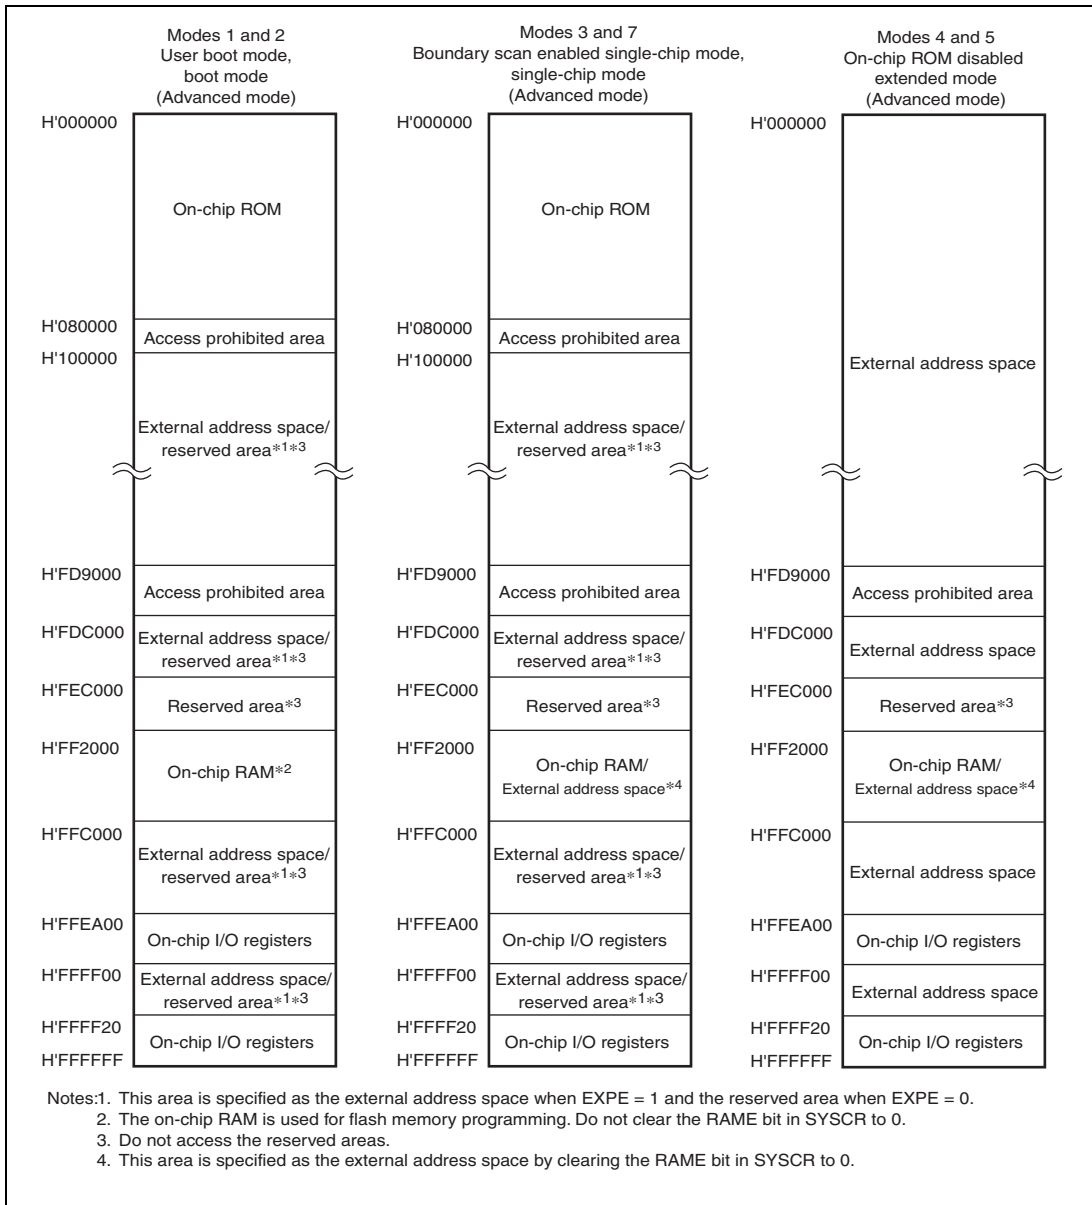 Modes 1 and 2
User boot mode,
boot mode
(Advanced mode)
H'000000
On-chip ROM
H'080000
Access prohibited area
H'100000
External address space/
reserved area*1*3
H'FD9000
Access prohibited area
H'FDC000
External address space/
reserved area*1*3
H'FEC000
Reserved area*3
H'FF2000
On-chip RAM*2
H'FFC000
External address space/
reserved area*1*3
H'FFEA00
On-chip I/O registers
H'FFFF00
External address space/
reserved area*1*3
H'FFFF20
On-chip I/O registers
H'FFFFFF
Modes 3 and 7
Boundary scan enabled single-chip mode,
single-chip mode
(Advanced mode)
H'000000
On-chip ROM
H'080000
Access prohibited area
H'100000
External address space/
reserved area*1*3
H'FD9000
Access prohibited area
H'FDC000
External address space/
reserved area*1*3
H'FEC000
Reserved area*3
H'FF2000
On-chip RAM/
External address space*4
H'FFC000
External address space/
reserved area*1*3
H'FFEA00
On-chip I/O registers
H'FFFF00
External address space/
reserved area*1*3
H'FFFF20
On-chip I/O registers
H'FFFFFF
Modes 4 and 5
On-chip ROM disabled
extended mode
(Advanced mode)
H'000000
External address space
H'FD9000
Access prohibited area
H'FDC000
External address space
H'FEC000
Reserved area*3
H'FF2000
On-chip RAM/
External address space*4
H'FFC000
External address space
H'FFEA00
On-chip I/O registers
H'FFFF00
External address space
H'FFFF20
On-chip I/O registers
H'FFFFFF
Notes:1. This area is specified as the external address space when EXPE = 1 and the reserved area when EXPE = 0.
2. The on-chip RAM is used for flash memory programming. Do not clear the RAME bit in SYSCR to 0.
3. Do not access the reserved areas.
4. This area is specified as the external address space by clearing the RAME bit in SYSCR to 0.